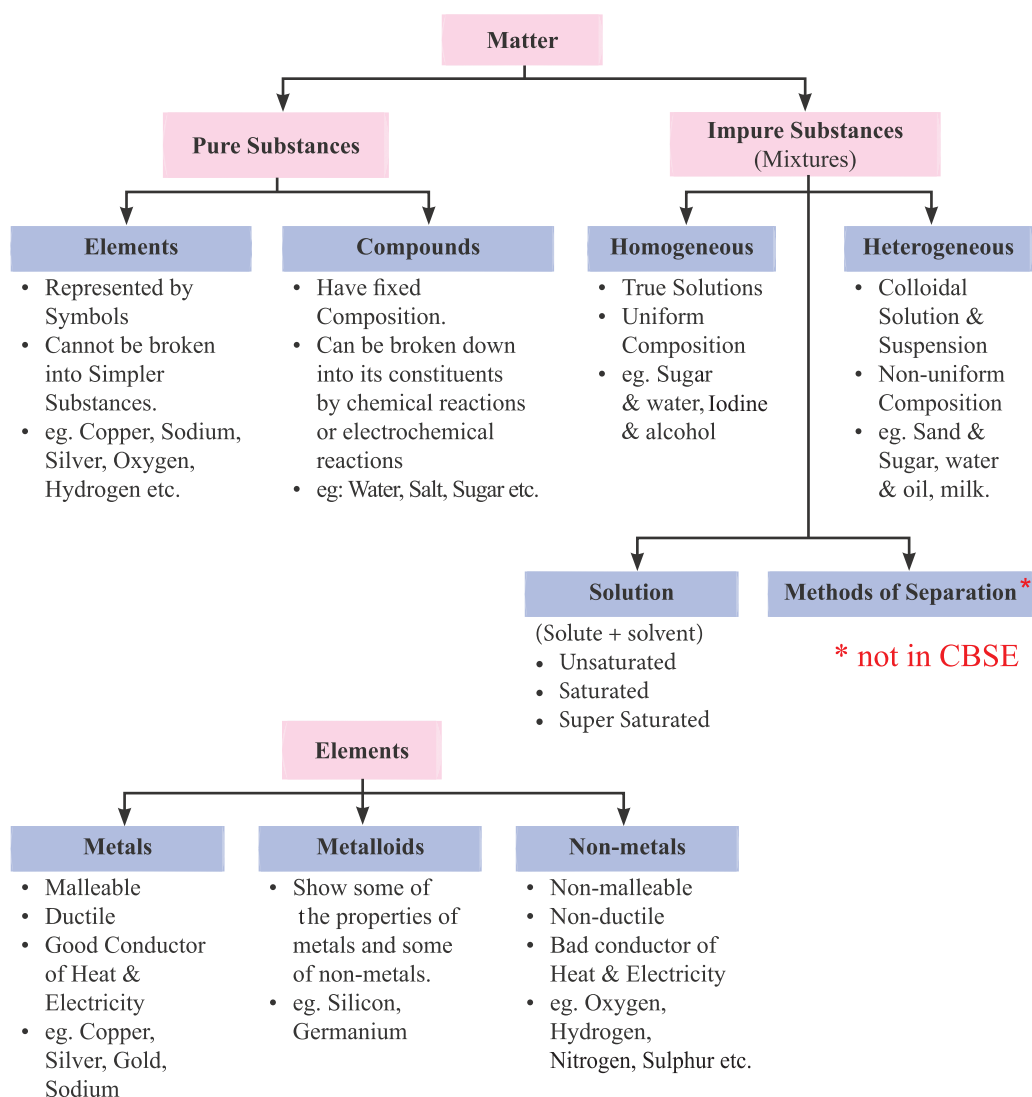 Matter
Pure Substances
Impure Substances
(Mixtures)
Elements
• Represented by
Symbols
• Cannot be broken
into Simpler
Substances.
• eg. Copper, Sodium,
Silver, Oxygen,
Hydrogen etc.
Compounds
• Have fixed
Composition.
• Can be broken down
into its constituents
by chemical reactions
or electrochemical
reactions
• eg: Water, Salt, Sugar etc.
Homogeneous
• True Solutions
• Uniform
Composition
• eg. Sugar
& water, Iodine
& alcohol
Heterogeneous
• Colloidal
Solution &
Suspension
• Non-uniform
Composition
• eg. Sand &
Sugar, water
& oil, milk.
Solution
(Solute + solvent)
• Unsaturated
• Saturated
• Super Saturated
Methods of Separation*
* not in CBSE
Elements
Metals
• Malleable
• Ductile
• Good Conductor
of Heat &
Electricity
• eg. Copper,
Silver, Gold,
Sodium
Metalloids
• Show some of
the properties of
metals and some
of non-metals.
• eg. Silicon,
Germanium
Non-metals
• Non-malleable
• Non-ductile
• Bad conductor of
Heat & Electricity
• eg. Oxygen,
Hydrogen,
Nitrogen, Sulphur etc.